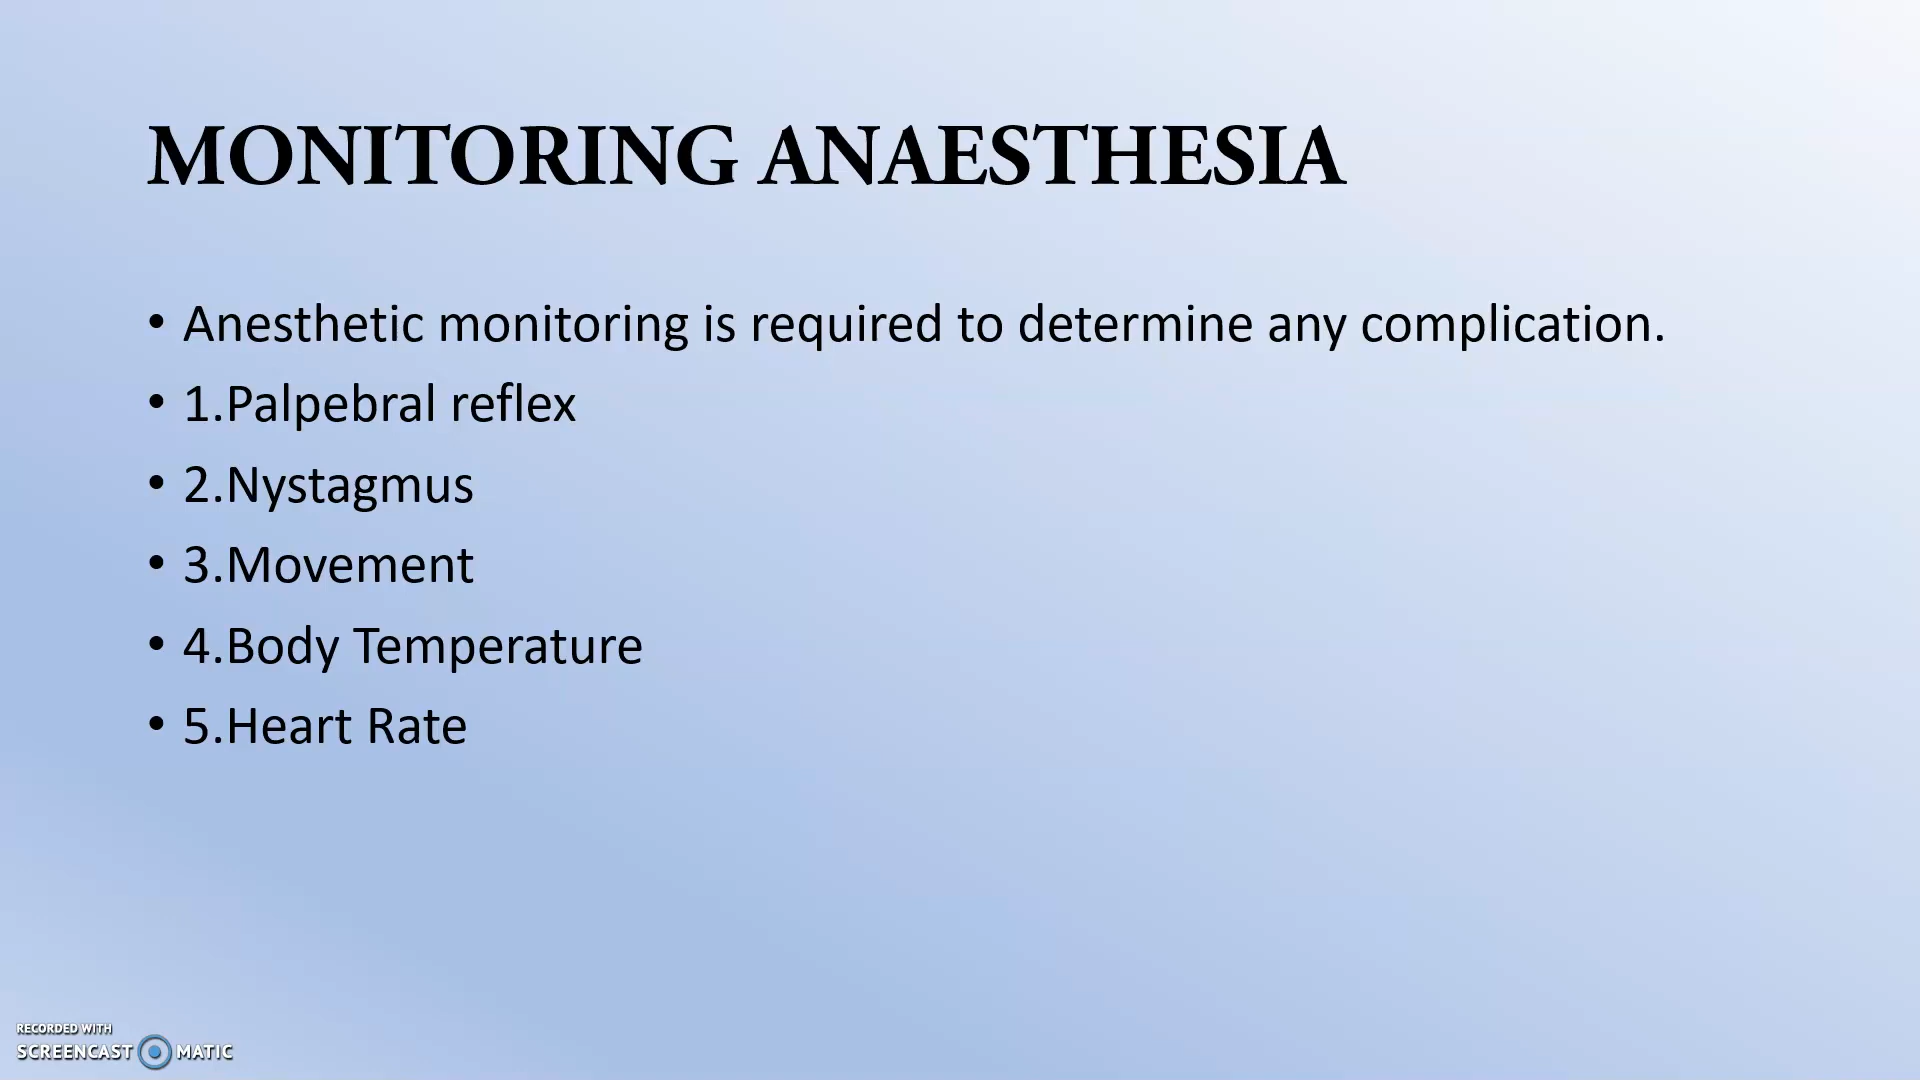 MONITORING ANAESTHESIA
• Anesthetic monitoring is required to determine any complication.
• 1.Palpebral reflex
• 2.Nystagmus
• 3.Movement
• 4.Body Temperature
• 5.Heart Rate
RECORDED WITH
SCREENCAST MATIC